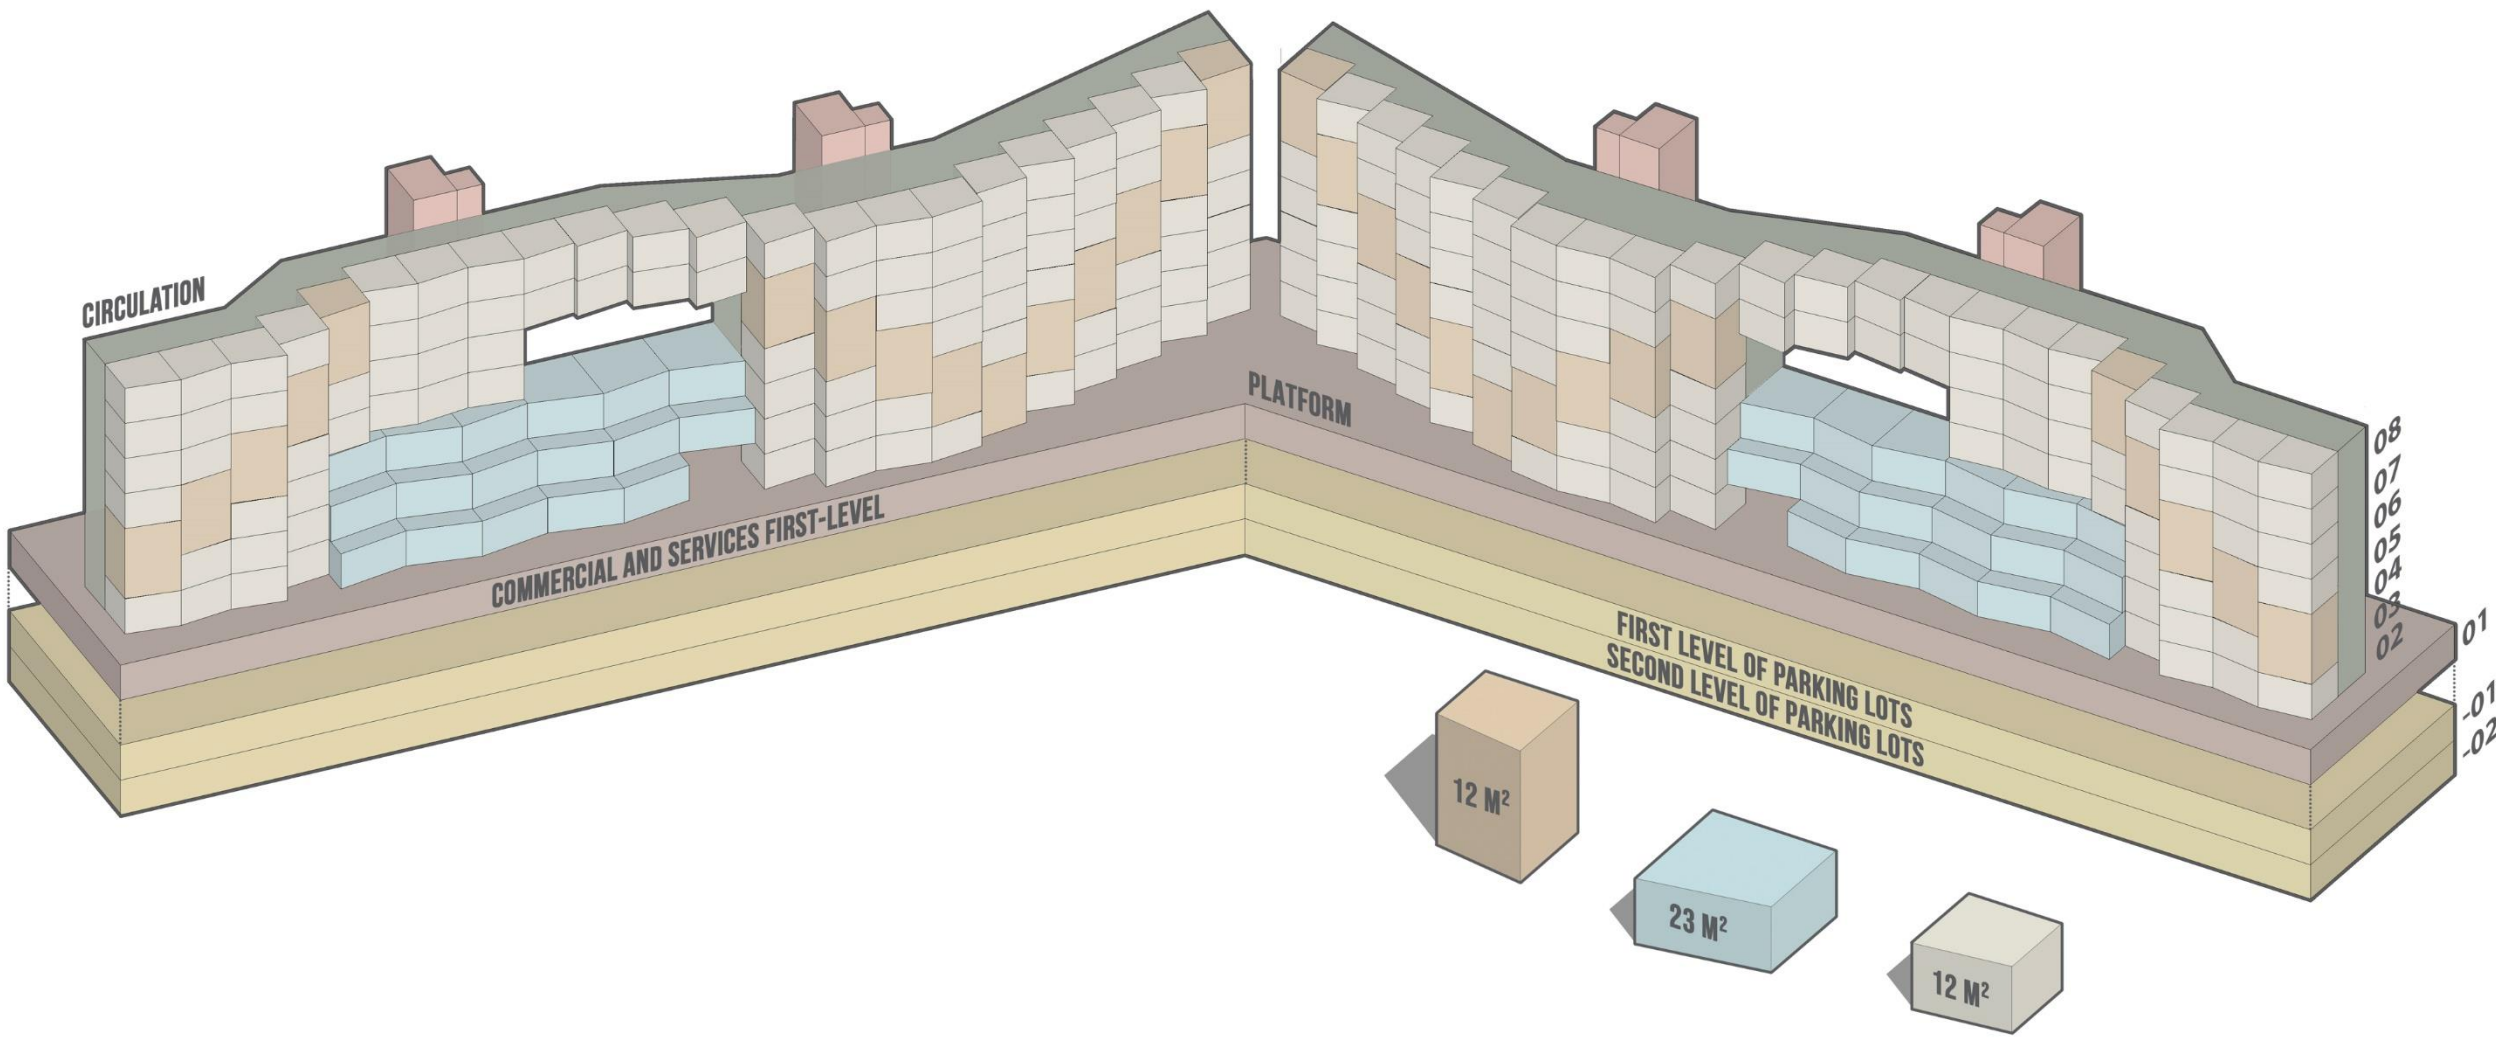 CIRCULATION
PLATFORM
COMMERCIAL AND SERVICES FIRST-LEVEL
08
07
06
05
04
03
02
01
-01
-02
FIRST LEVEL OF PARKING LOTS
SECOND LEVEL OF PARKING LOTS
12 M²
23 M²
12 M²